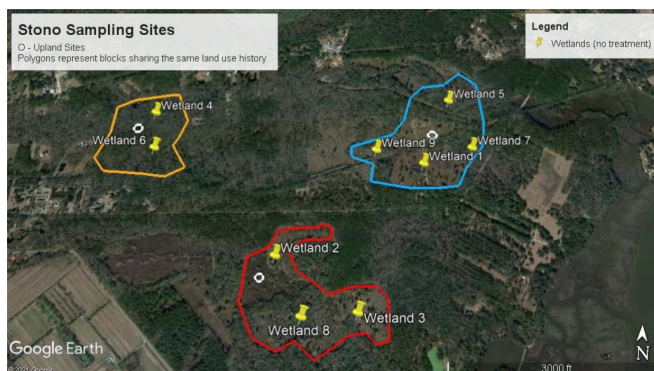 Stono Sampling Sites
O - Upland Sites
Polygons represent blocks sharing the same land use history.
Legend
Wetlands (no treatment)
Wetland 4
Wetland 5
Wetland 6
Wetland 9
Wetland 7
Wetland 1
Wetland 2
Wetland 8
Wetland 3
Google Earth
N
3000 ft